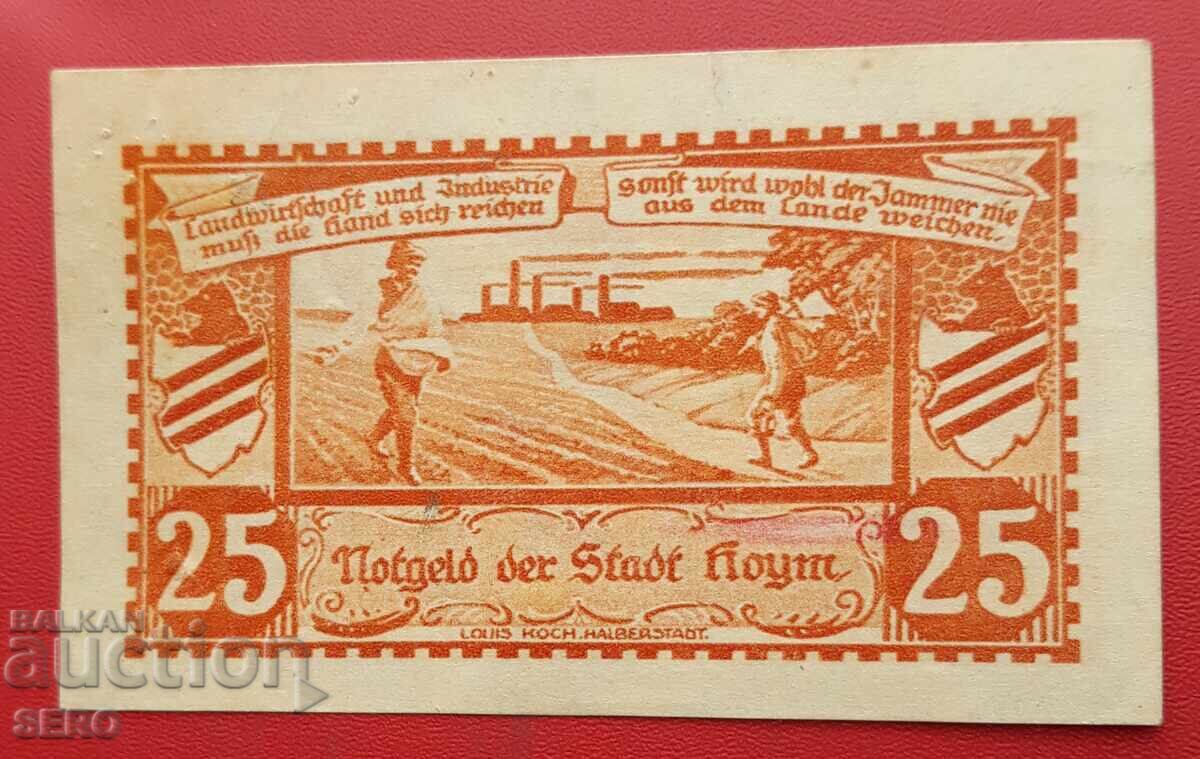 Landwirtschaft und Industrie
muß die Hand sich reichen
sonst wird wohl der Jammer nie
aus dem Lande weichen.
25
25
Notgeld der Stadt Hoym.
LOUIS KOCH. HALBERSTADT.
BALKAN
auction
SERO